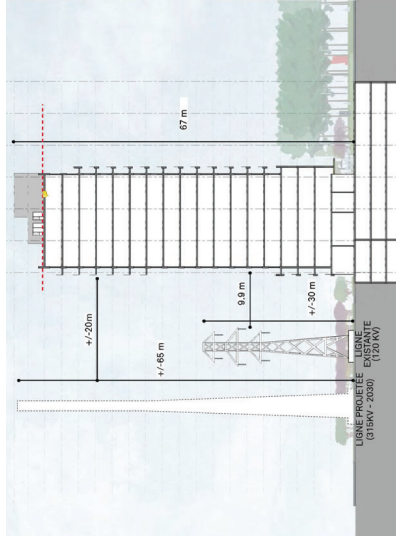 67 m
+/-20m
9.9 m
+/-30 m
+/-65 m
LIGNE
EXISTANTE
(120 KV)
LIGNE PROJETÉE
(315KV - 2030)